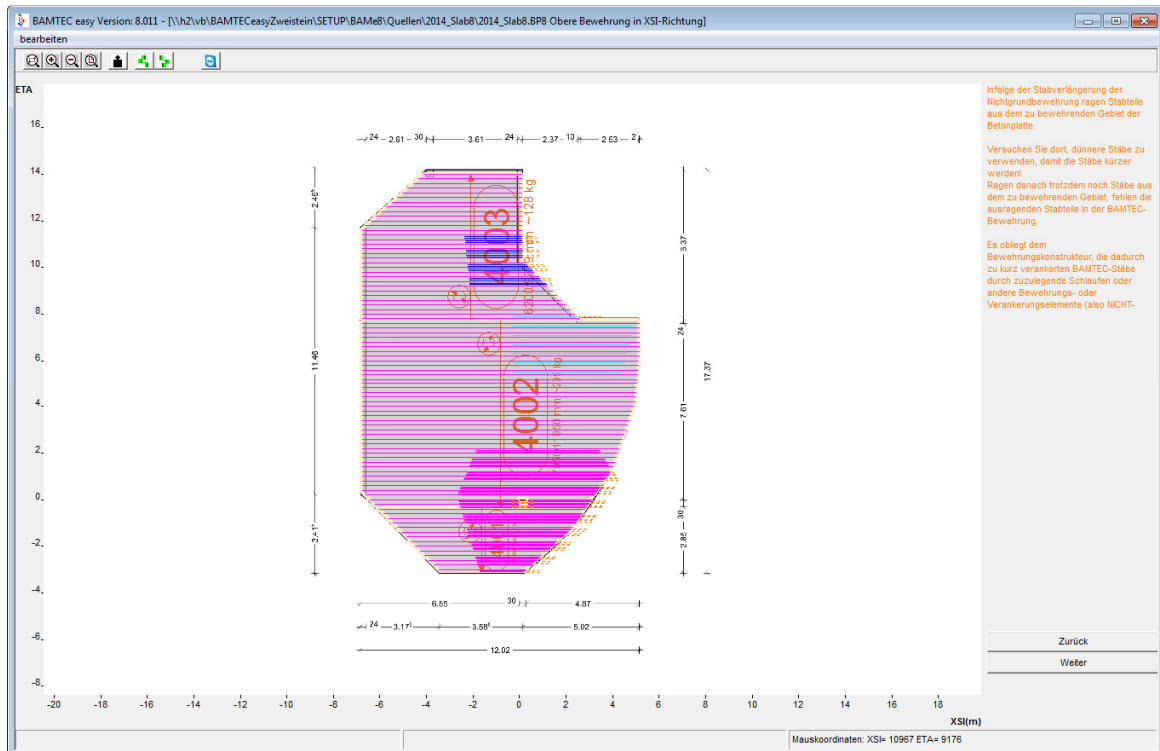 BAMTEC easy Version: 8.011 - [\\h2\vb\BAMTECeasyZweistein\SETUP\BAMe8\Quellen\2014_Slab8\2014_Slab8.BP8 Obere Bewehrung in XSI-Richtung]
bearbeiten
ETA
16
14
12
10
8
6
4
2
0
-2
-4
-6
-8
24 2.61 30 3.61 24 2.37 10 2.53 2
2.46
11.46
4003
4002
4001
24
17.37
7.61
30
2.85
6.85 30 4.87
24 3.17⁵ 3.58⁵ 5.02
12.02
-20 -18 -16 -14 -12 -10 -8 -6 -4 -2 0 2 4 6 8 10 12 14 16 18
XSI(m)
Infolge der Stabverlängerung der
Nichtgrundbewehrung ragen Stabteile
aus dem zu bewehrenden Gebiet der
Betonplatte.
Versuchen Sie dort, dünnere Stäbe zu
verwenden, damit die Stäbe kürzer
werden!
Ragen danach trotzdem noch Stäbe aus
dem zu bewehrenden Gebiet, fehlen die
ausragenden Stabteile in der BAMTEC-
Bewehrung.
Es obliegt dem
Bewehrungskonstrukteur, die dadurch
zu kurz verankerten BAMTEC-Stäbe
durch zuzulegende Schlaufen oder
andere Bewehrungs- oder
Verankerungselemente (also NICHT-
Zurück
Weiter
Mauskoordinaten: XSI= 10967 ETA= 9176